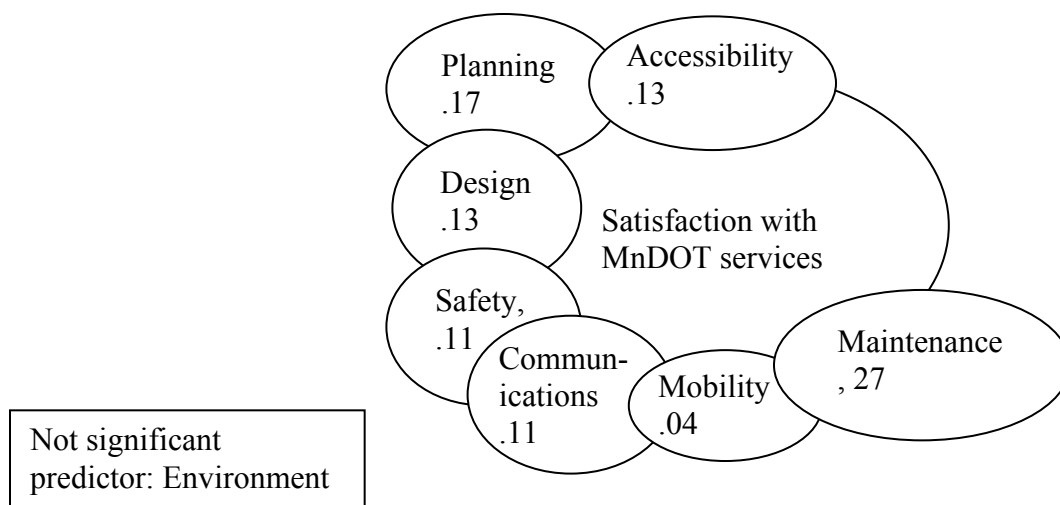 Planning
.17
Accessibility
.13
Design
.13
Satisfaction with
MnDOT services
Safety,
.11
Commun-
ications
.11
Mobility
.04
Maintenance
, 27
Not significant
predictor: Environment